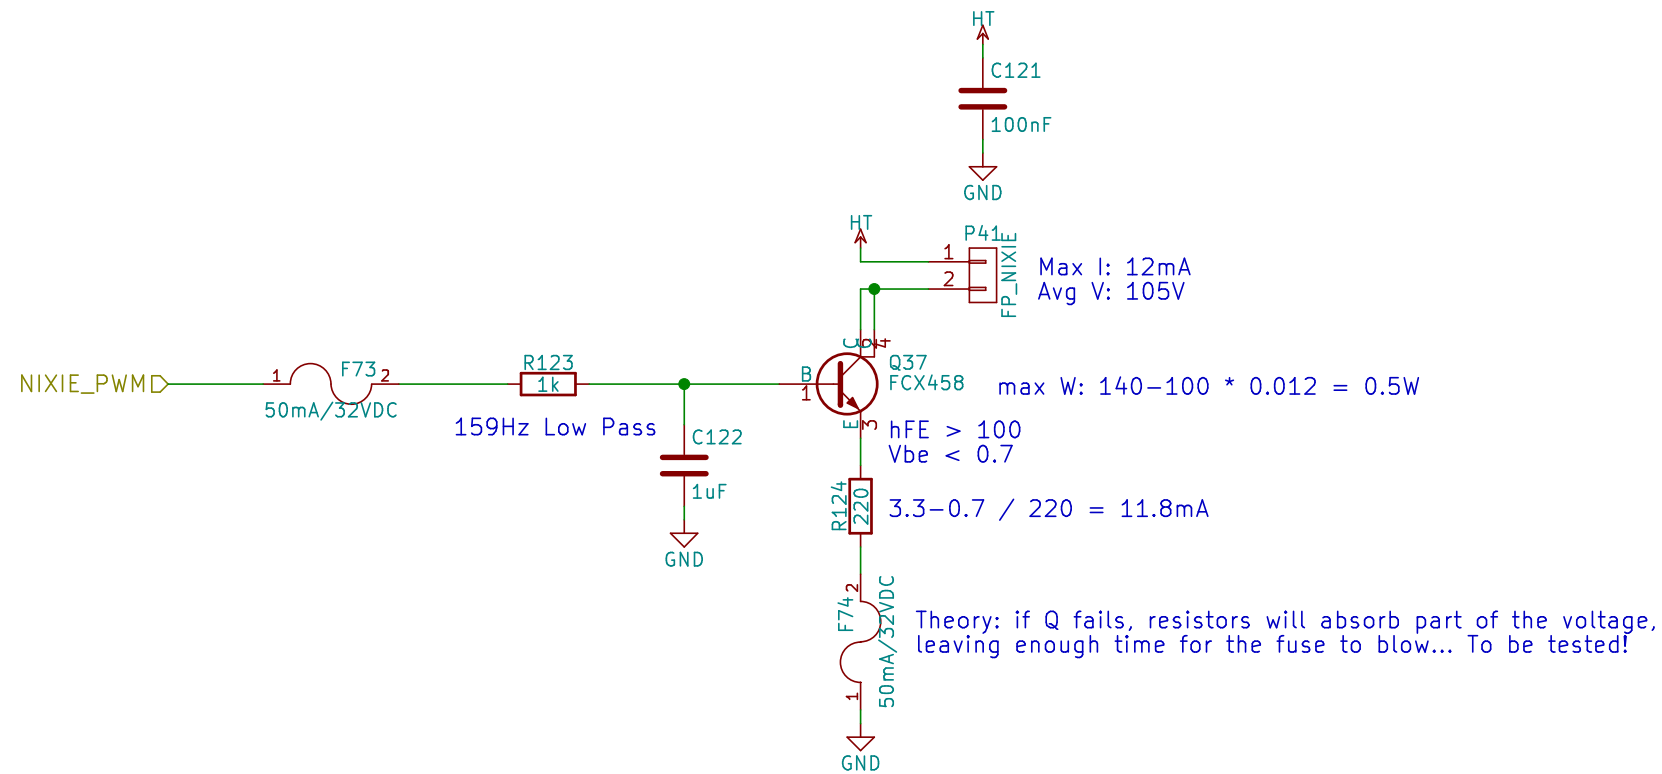 HT
C121
100nF
GND
HT
P41
1
2
FP_NIXIE
Max I: 12mA
Avg V: 105V
NIXIE_PWM
1
F73
2
50mA/32VDC
R123
1k
159Hz Low Pass
C122
1uF
GND
B
1
C
4
Q37
FCX458
max W: 140-100 * 0.012 = 0.5W
E
3
hFE > 100
Vbe < 0.7
R124
220
3.3-0.7 / 220 = 11.8mA
2
F74
50mA/32VDC
1
Theory: if Q fails, resistors will absorb part of the voltage,
leaving enough time for the fuse to blow... To be tested!
GND